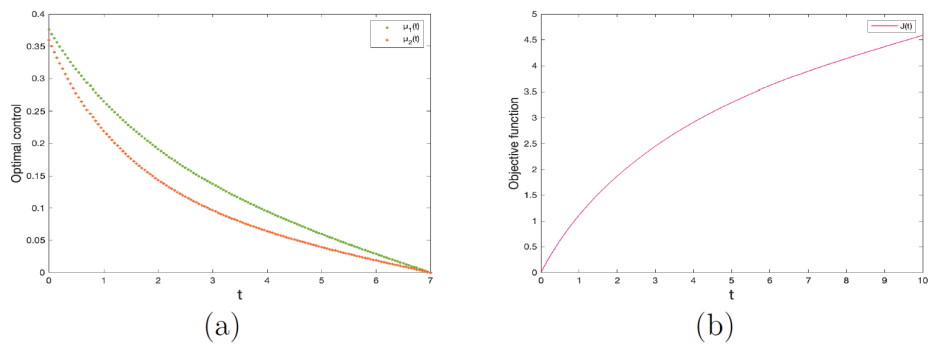 0.4
0.35
0.3
0.25
0.2
0.15
0.1
0.05
0
Optimal control
μ1(t)
μ2(t)
0 1 2 3 4 5 6 7
t
(a)
5
4.5
4
3.5
3
2.5
2
1.5
1
0.5
0
Objective function
J(t)
0 1 2 3 4 5 6 7 8 9 10
t
(b)